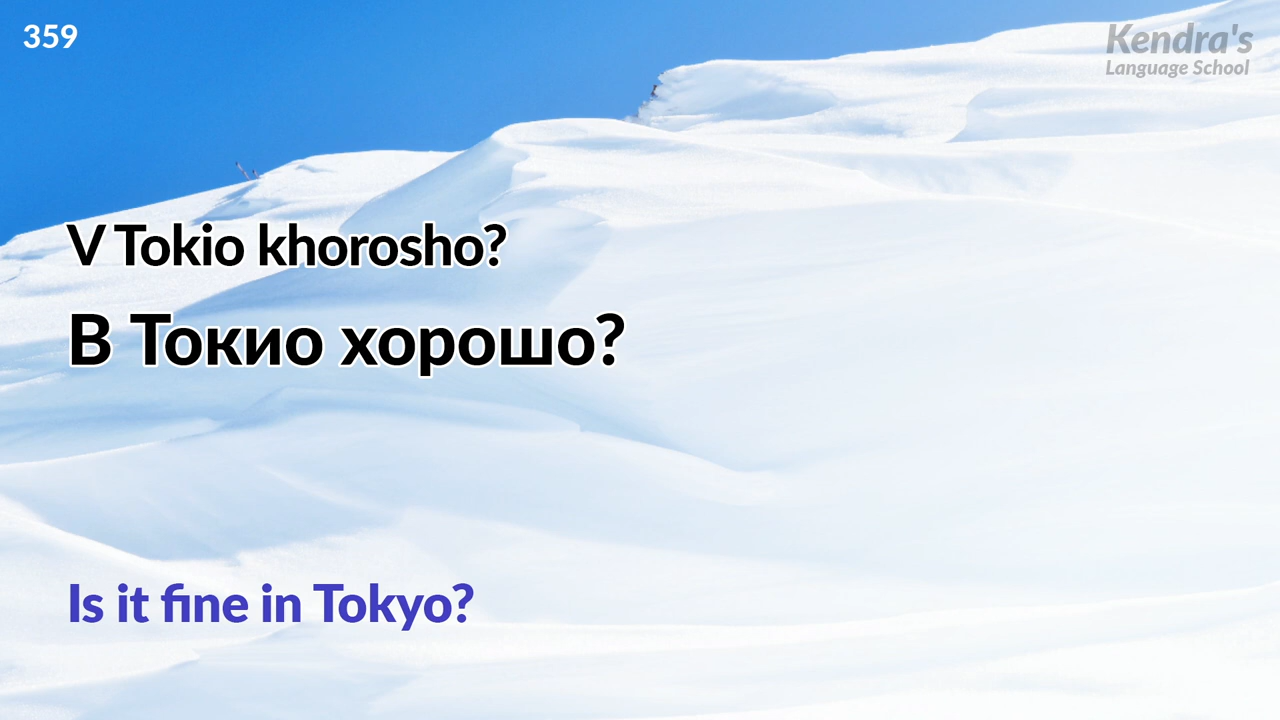 359
Kendra's
Language School
V Tokio khorosho?
В Токио хорошо?
Is it fine in Tokyo?